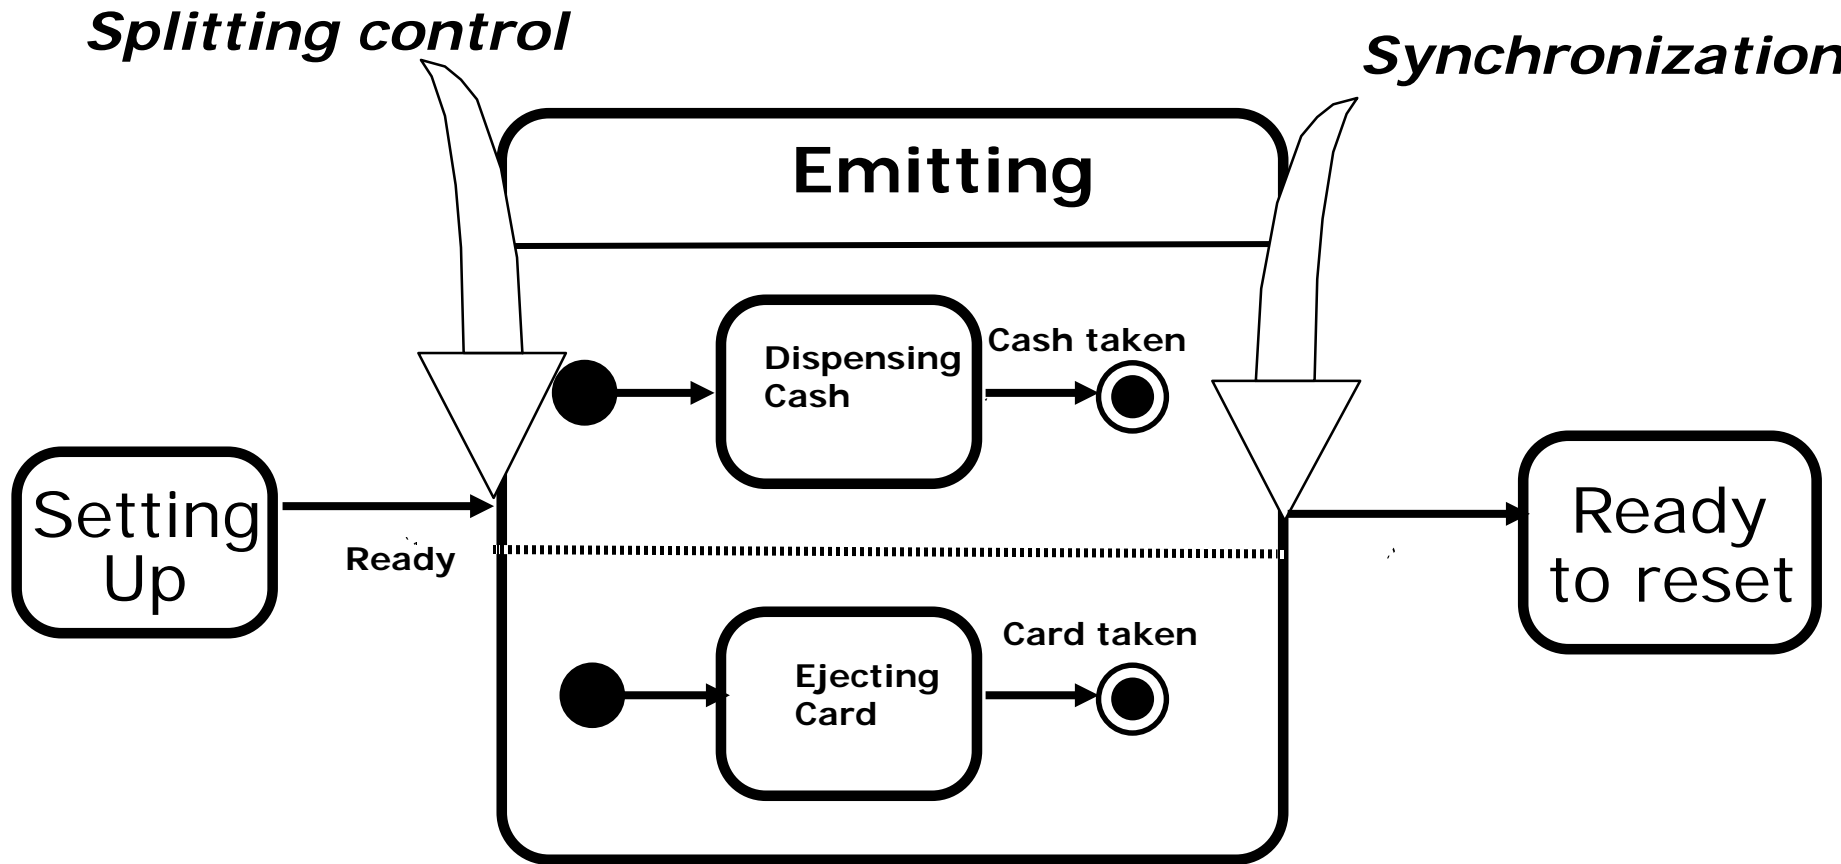 Splitting control
Synchronization
Emitting
Dispensing
Cash
Cash taken
Setting
Up
Ready
Ready
to reset
Ejecting
Card
Card taken